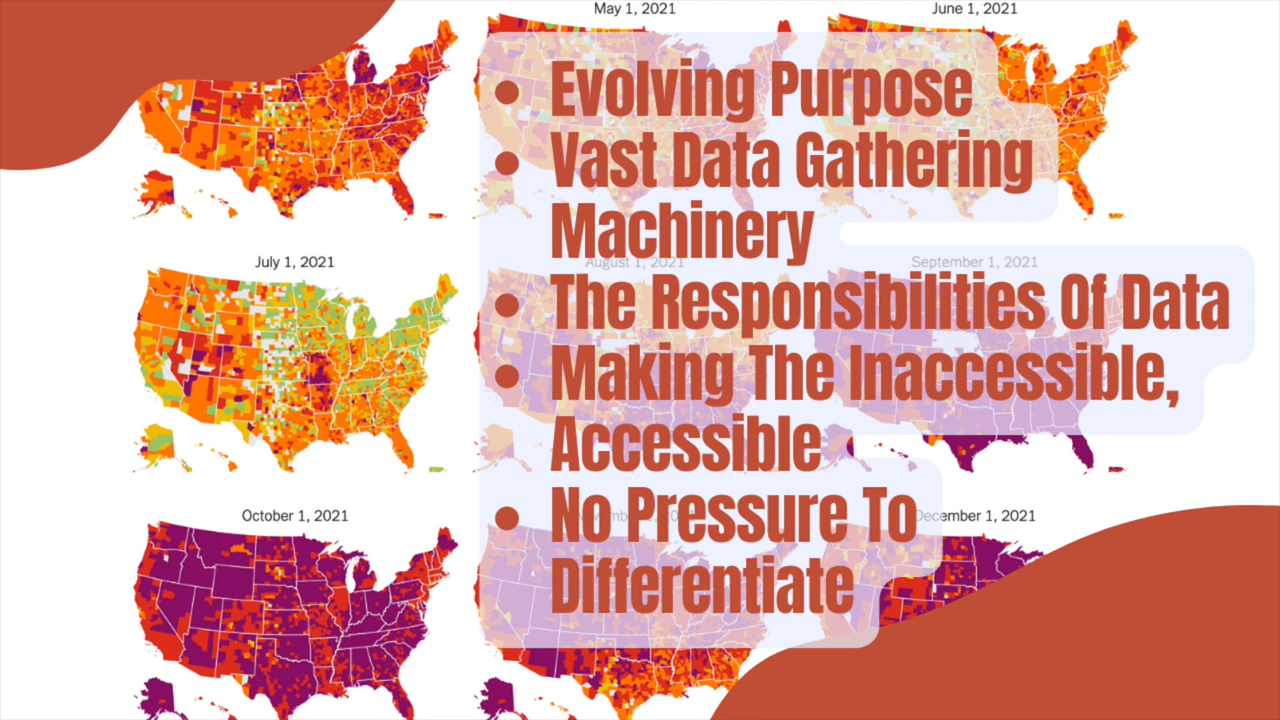 May 1, 2021
June 1, 2021
• Evolving Purpose
• Vast Data Gathering
Machinery
July 1, 2021
August 1, 2021
September 1, 2021
• The Responsibilities Of Data
• Making The Inaccessible,
Accessible
October 1, 2021
December 1, 2021
• No Pressure To
Differentiate